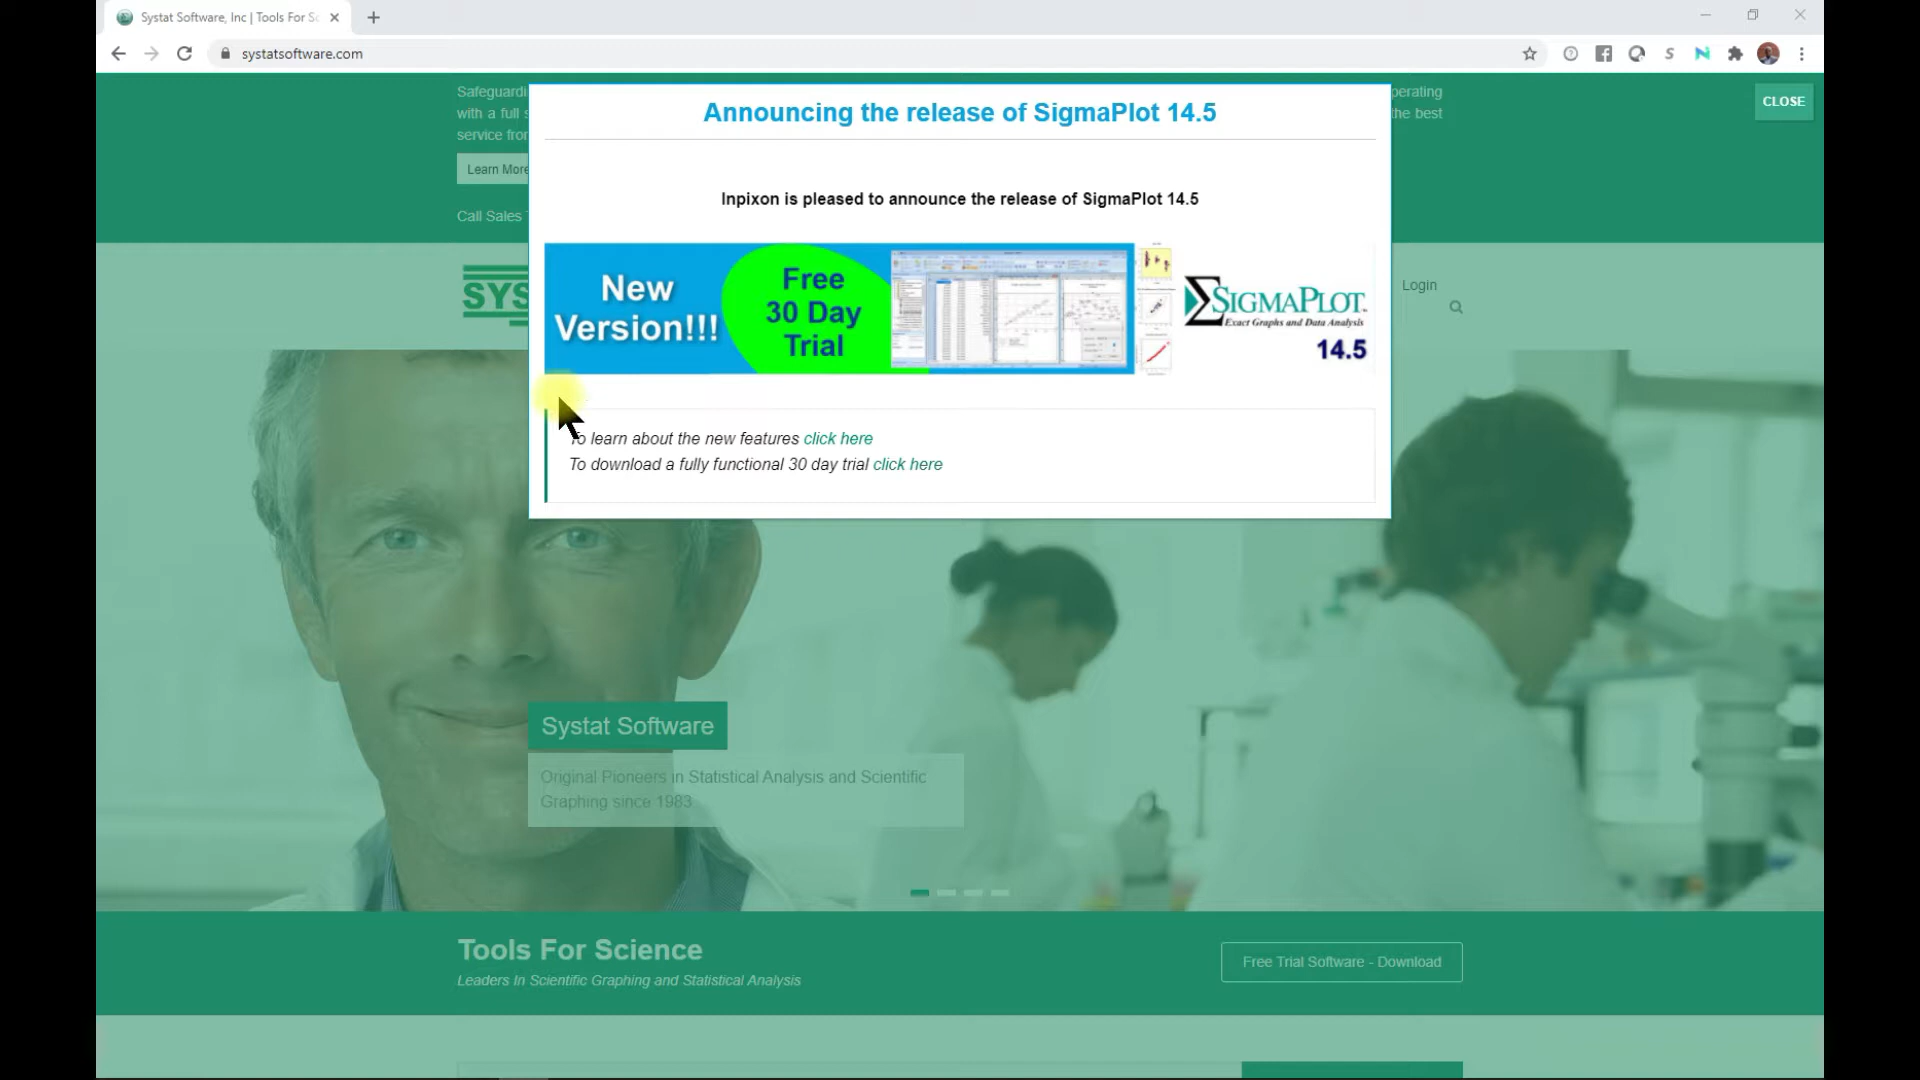 Systat Software, Inc | Tools For Sc
systatsoftware.com
Safeguardi
with a full s
service fron
perating
the best
CLOSE
Learn More
Call Sales
Announcing the release of SigmaPlot 14.5
Inpixon is pleased to announce the release of SigmaPlot 14.5
New
Version!!!
Free
30 Day
Trial
SIGMAPLOT
Exact Graphs and Data Analysis
14.5
SYS
Login
To learn about the new features click here
To download a fully functional 30 day trial click here
Systat Software
Original Pioneers in Statistical Analysis and Scientific
Graphing since 1983
Tools For Science
Leaders In Scientific Graphing and Statistical Analysis
Free Trial Software - Download